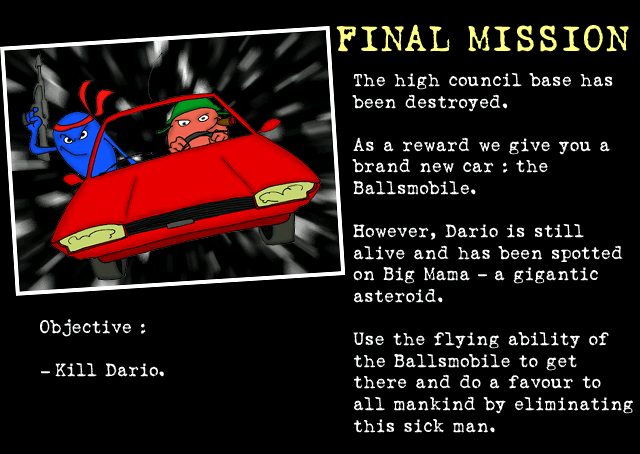 FINAL MISSION
The high council base has
been destroyed.
As a reward we give you a
brand new car : the
Ballsmobile.
However, Dario is still
alive and has been spotted
on Big Mama - a gigantic
asteroid.
Use the flying ability of
the Ballsmobile to get
there and do a favour to
all mankind by eliminating
this sick man.
Objective :
-Kill Dario.